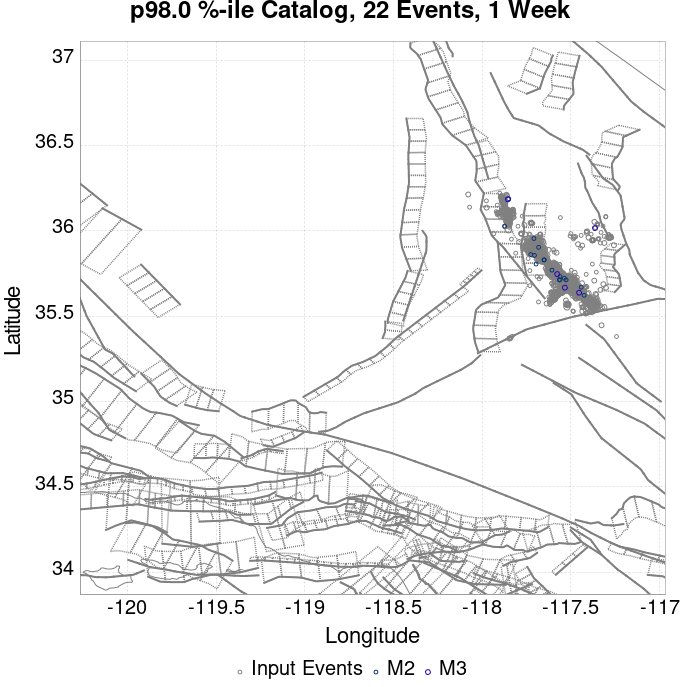 p98.0 %-ile Catalog, 22 Events, 1 Week
37
36.5
36
35.5
35
34.5
34
Latitude
-120
-119.5
-119
-118.5
-118
-117.5
-117
Longitude
Input Events
M2
M3